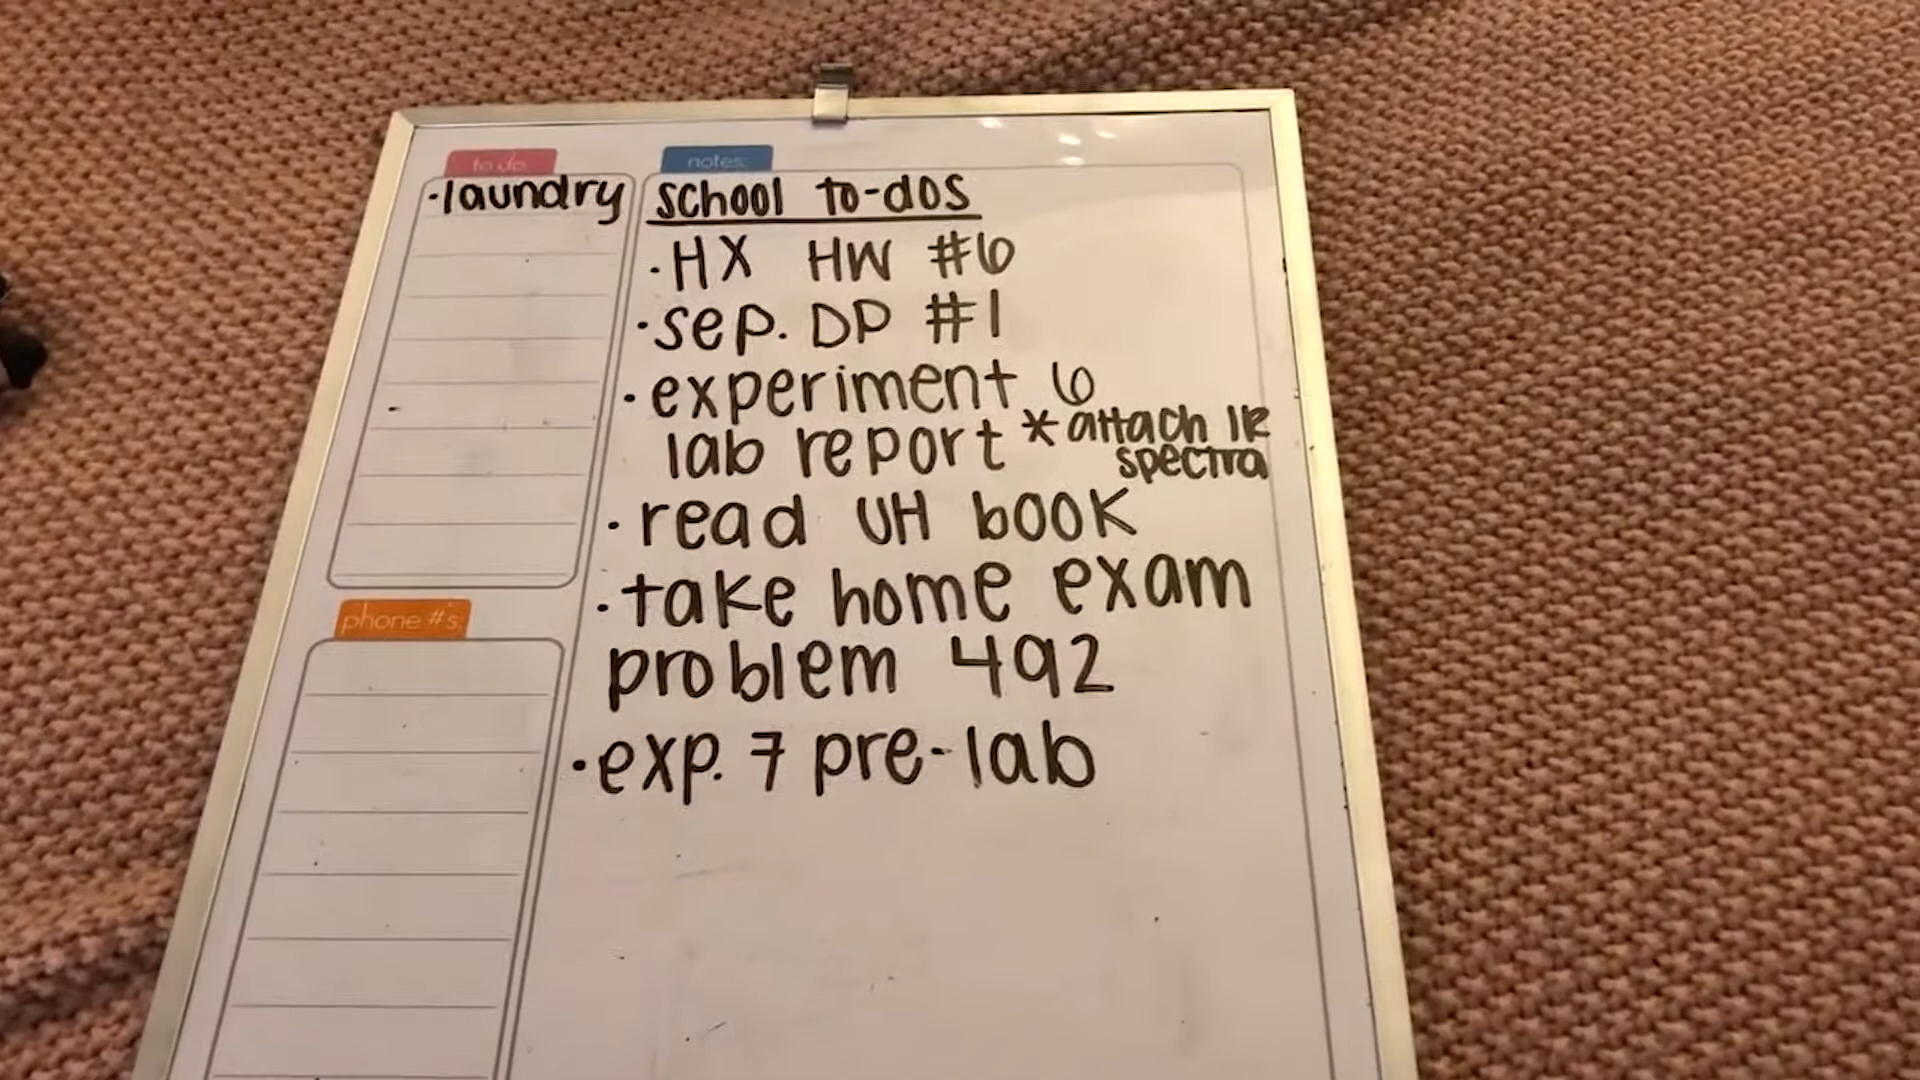 to do
·laundry
notes:
school to-dos
·HX HW #6
·sep. DP #1
·experiment 6
lab report *attach IR
spectra
·read UH book
·take home exam
problem 4a2
·exp. 7 pre-lab
phone #'s: